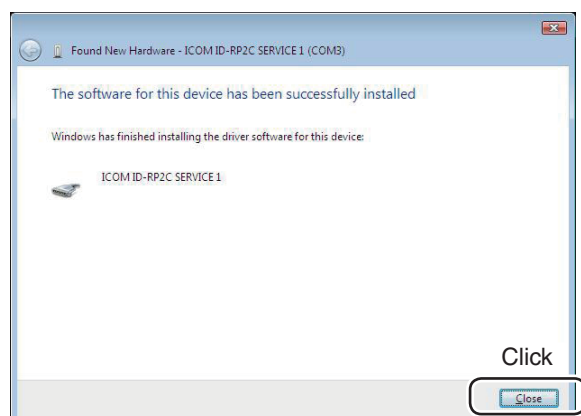 Found New Hardware - ICOM ID-RP2C SERVICE 1 (COM3)
The software for this device has been successfully installed
Windows has finished installing the driver software for this device:
ICOM ID-RP2C SERVICE 1
Click
Close